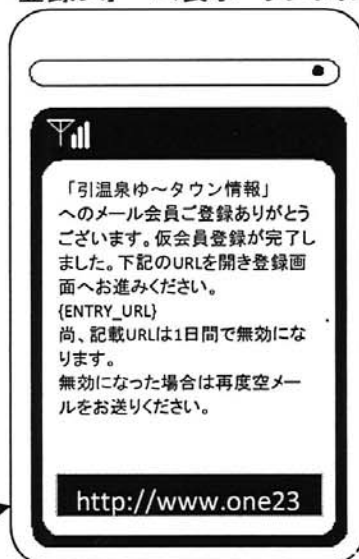 「引温泉ゆ〜タウン情報」
へのメール会員ご登録ありがとう
ございます。仮会員登録が完了し
ました。下記のURLを開き登録画
面へお進みください。
{ENTRY_URL}
尚、記載URLは1日間で無効にな
ります。
無効になった場合は再度空メー
ルをお送りください。
http://www.one23